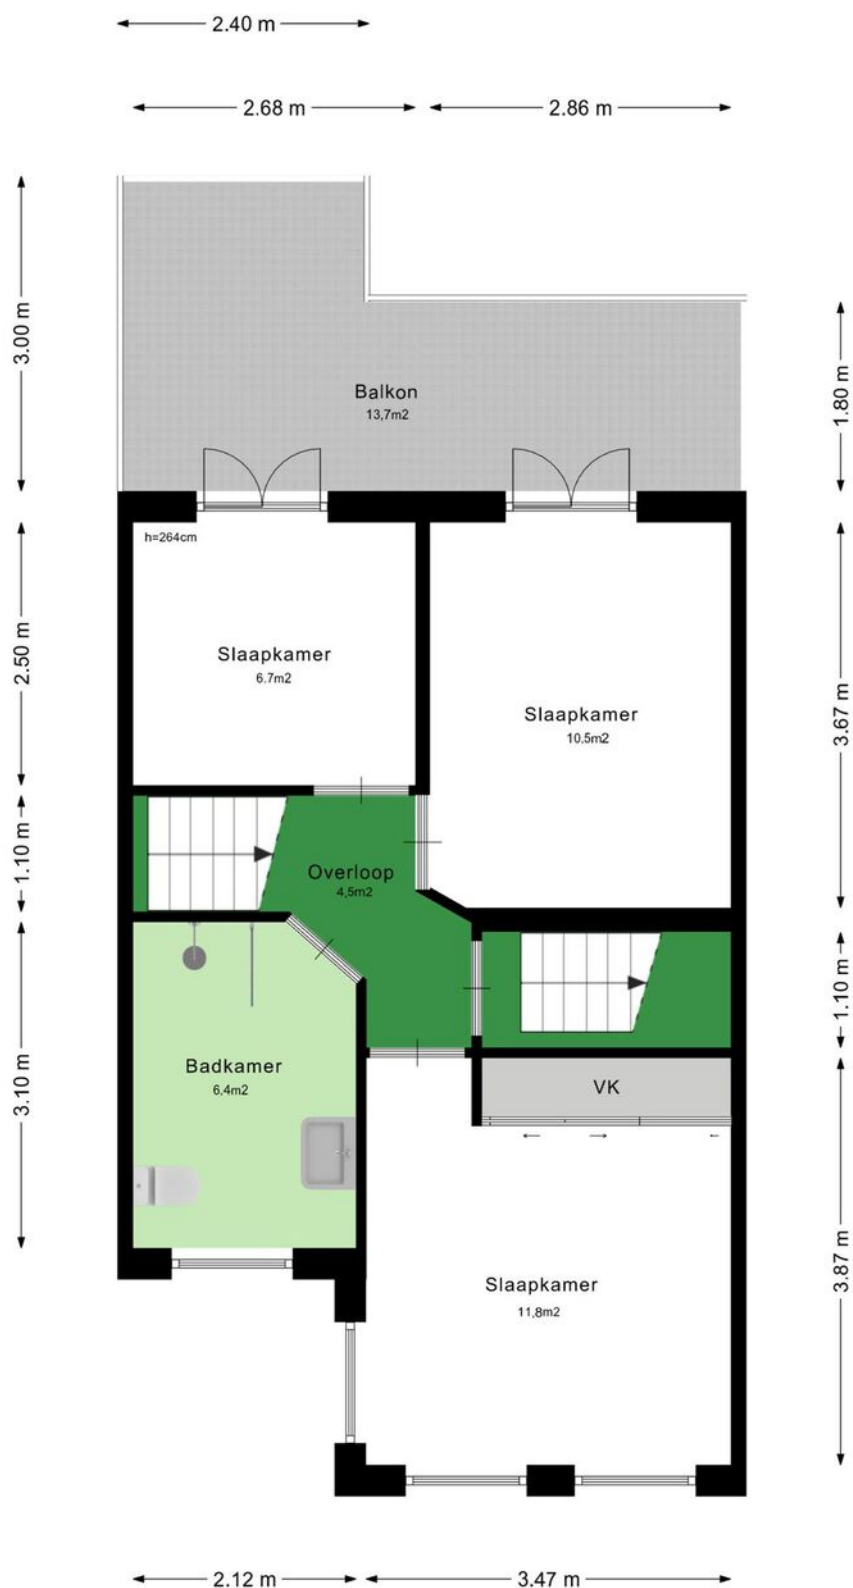 2.40 m
2.68 m
2.86 m
3.00 m
1.80 m
Balkon
13,7m2
h=264cm
2.50 m
Slaapkamer
6.7m2
Slaapkamer
10.5m2
3.67 m
1.10 m
Overloop
4,5m2
1.10 m
3.10 m
Badkamer
6,4m2
VK
Slaapkamer
11,8m2
3.87 m
2.12 m
3.47 m